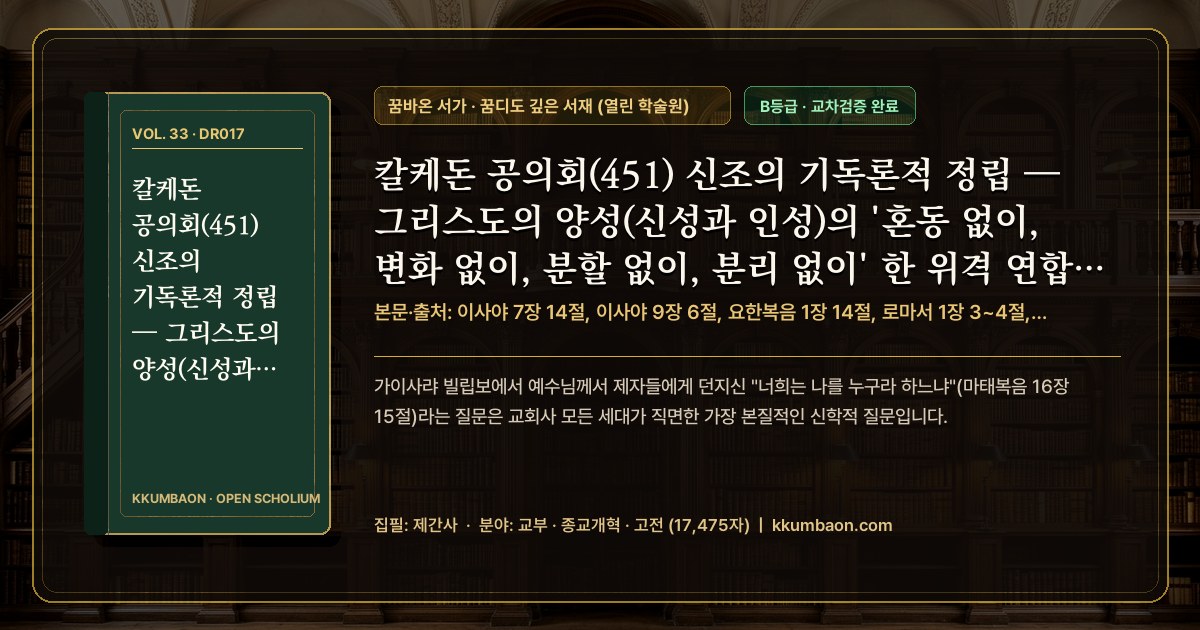 VOL. 33 · DR017
칼케돈
공의회(451)
신조의
기독론적 정립
— 그리스도의
양성(신성과…
KKUMBAON · OPEN SCHOLIUM
꿈바온 서가 · 꿈디도 깊은 서재 (열린 학술원)
B등급 · 교차검증 완료
칼케돈 공의회(451) 신조의 기독론적 정립 —
그리스도의 양성(신성과 인성)의 '혼동 없이,
변화 없이, 분할 없이, 분리 없이' 한 위격 연합…
본문·출처: 이사야 7장 14절, 이사야 9장 6절, 요한복음 1장 14절, 로마서 1장 3~4절,...
가이사랴 빌립보에서 예수님께서 제자들에게 던지신 "너희는 나를 누구라 하느냐"(마태복음 16장
15절)라는 질문은 교회사 모든 세대가 직면한 가장 본질적인 신학적 질문입니다.
집필: 제간사 · 분야: 교부 · 종교개혁 · 고전 (17,475자) | kkumbaon.com